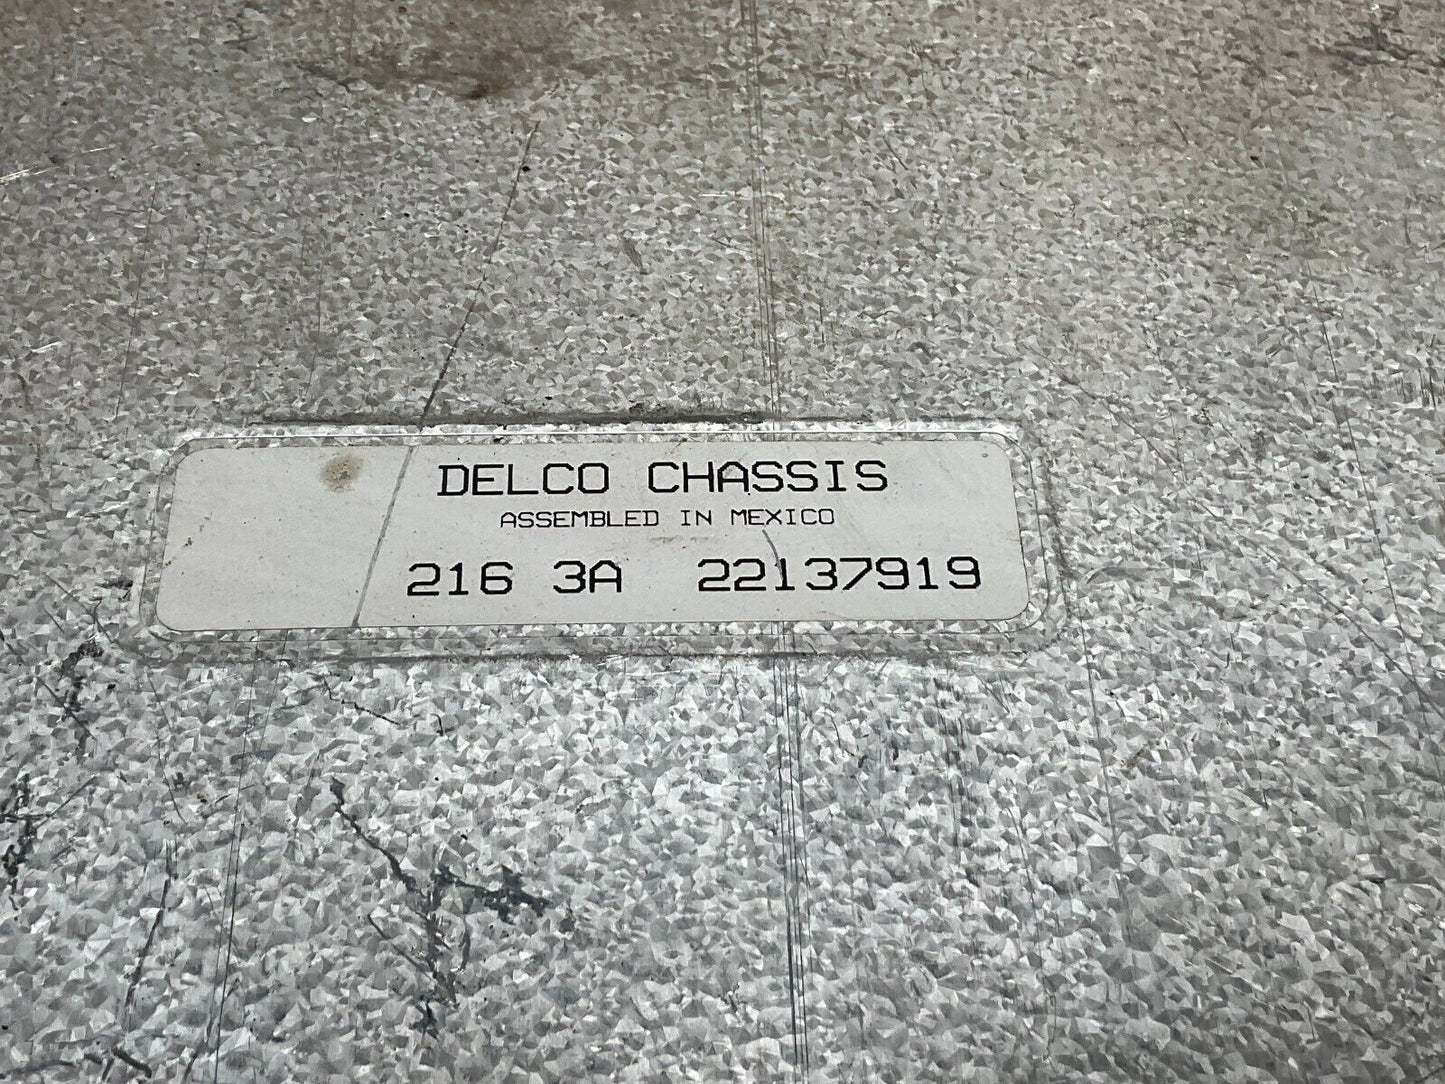 DELCO CHASSIS
ASSEMBLED IN MEXICO
216 3A 22137919